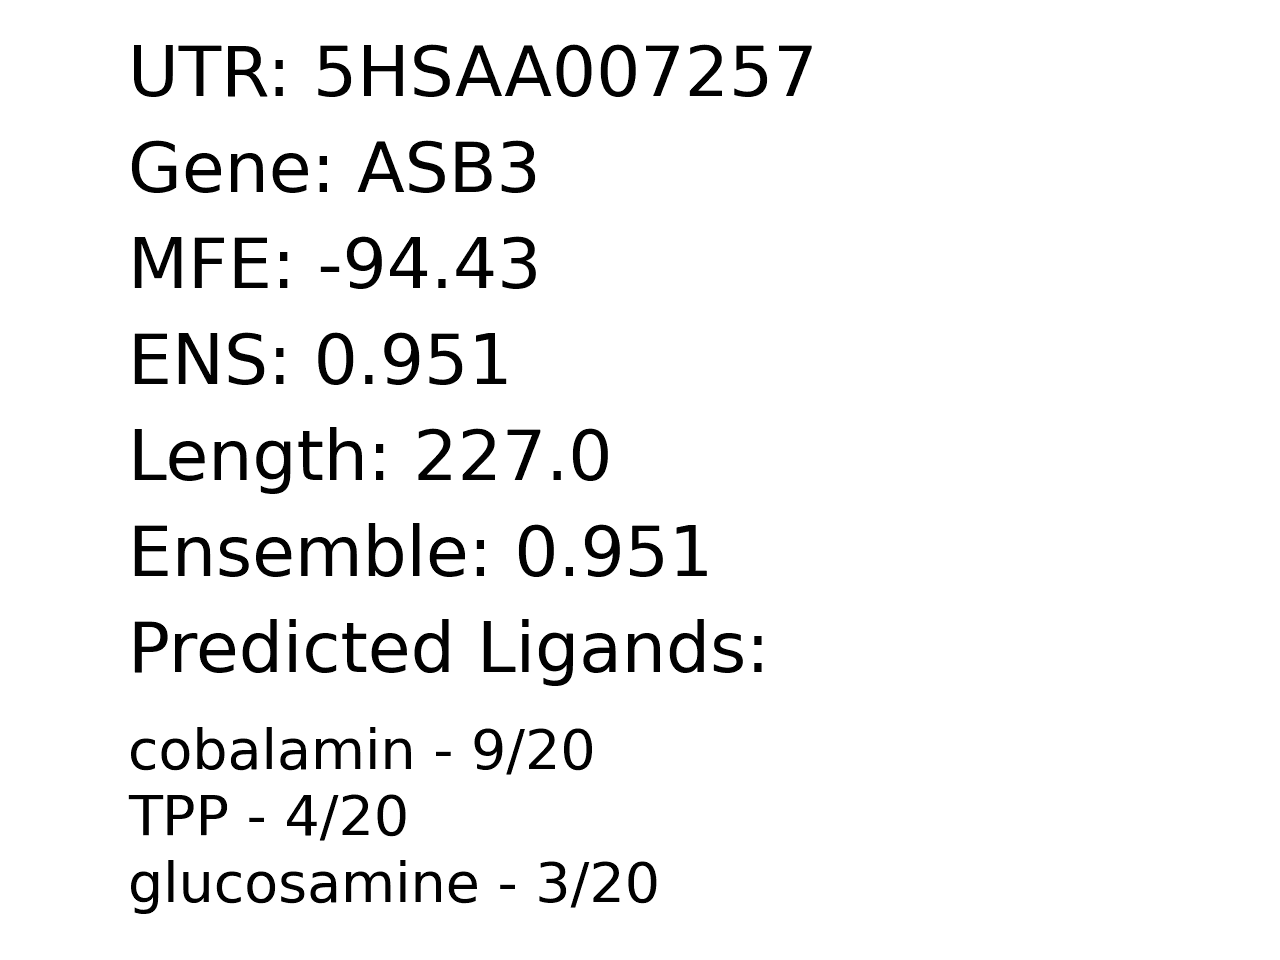 UTR: 5HSAA007257
Gene: ASB3
MFE: -94.43
ENS: 0.951
Length: 227.0
Ensemble: 0.951
Predicted Ligands:
cobalamin - 9/20
TPP - 4/20
glucosamine - 3/20